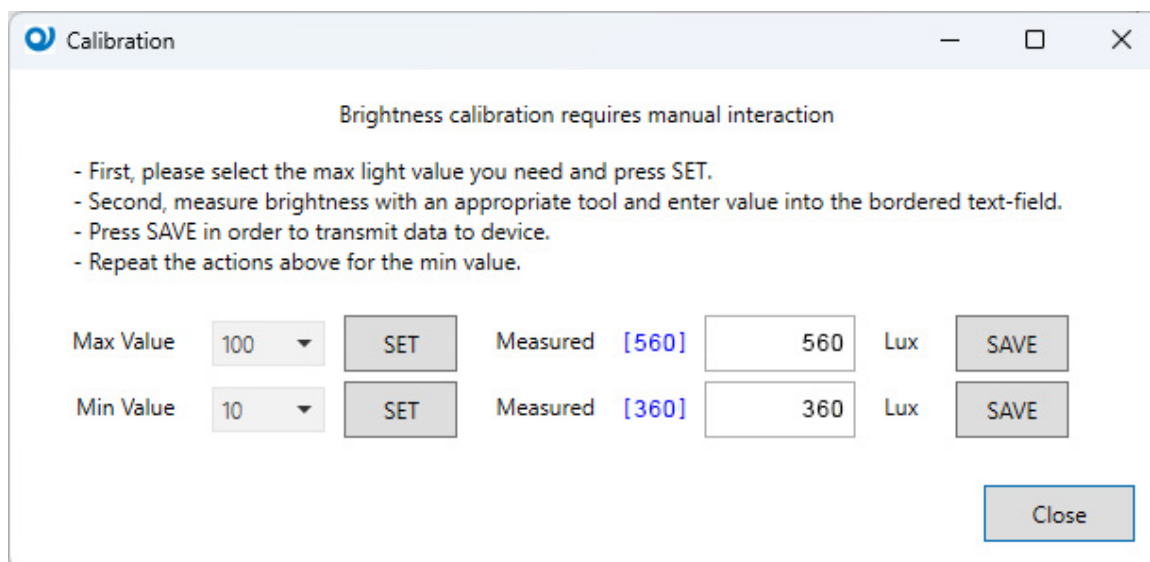 Calibration
Brightness calibration requires manual interaction
- First, please select the max light value you need and press SET.
- Second, measure brightness with an appropriate tool and enter value into the bordered text-field.
- Press SAVE in order to transmit data to device.
- Repeat the actions above for the min value.
Max Value 100 SET Measured [560] 560 Lux SAVE
Min Value 10 SET Measured [360] 360 Lux SAVE
Close